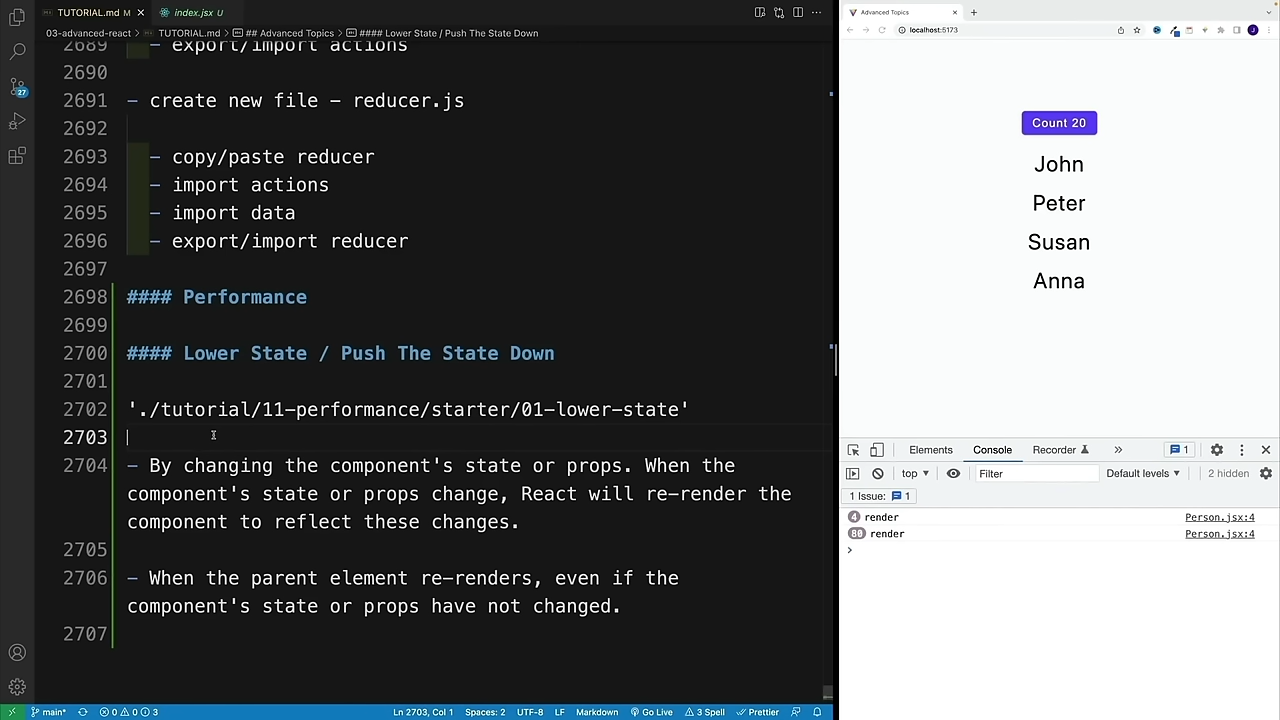 TUTORIAL.md M
index.jsx U
03-advanced-react > TUTORIAL.md > ## Advanced Topics > #### Lower State / Push The State Down
2689 - export/import actions
2690
2691 - create new file - reducer.js
2692
2693 - copy/paste reducer
2694 - import actions
2695 - import data
2696 - export/import reducer
2697
2698 #### Performance
2699
2700 #### Lower State / Push The State Down
2701
2702 './tutorial/11-performance/starter/01-lower-state'
2703
2704 - By changing the component's state or props. When the
component's state or props change, React will re-render the
component to reflect these changes.
2705
2706 - When the parent element re-renders, even if the
component's state or props have not changed.
2707
27
main* 0 0 3 Ln 2703, Col 1 Spaces: 2 UTF-8 LF Markdown Go Live 3 Spell Prettier
Advanced Topics
localhost:5173
J
Count 20
John
Peter
Susan
Anna
Elements Console Recorder 1
top Filter Default levels 2 hidden
1 Issue: 1
4 render Person.jsx:4
80 render Person.jsx:4